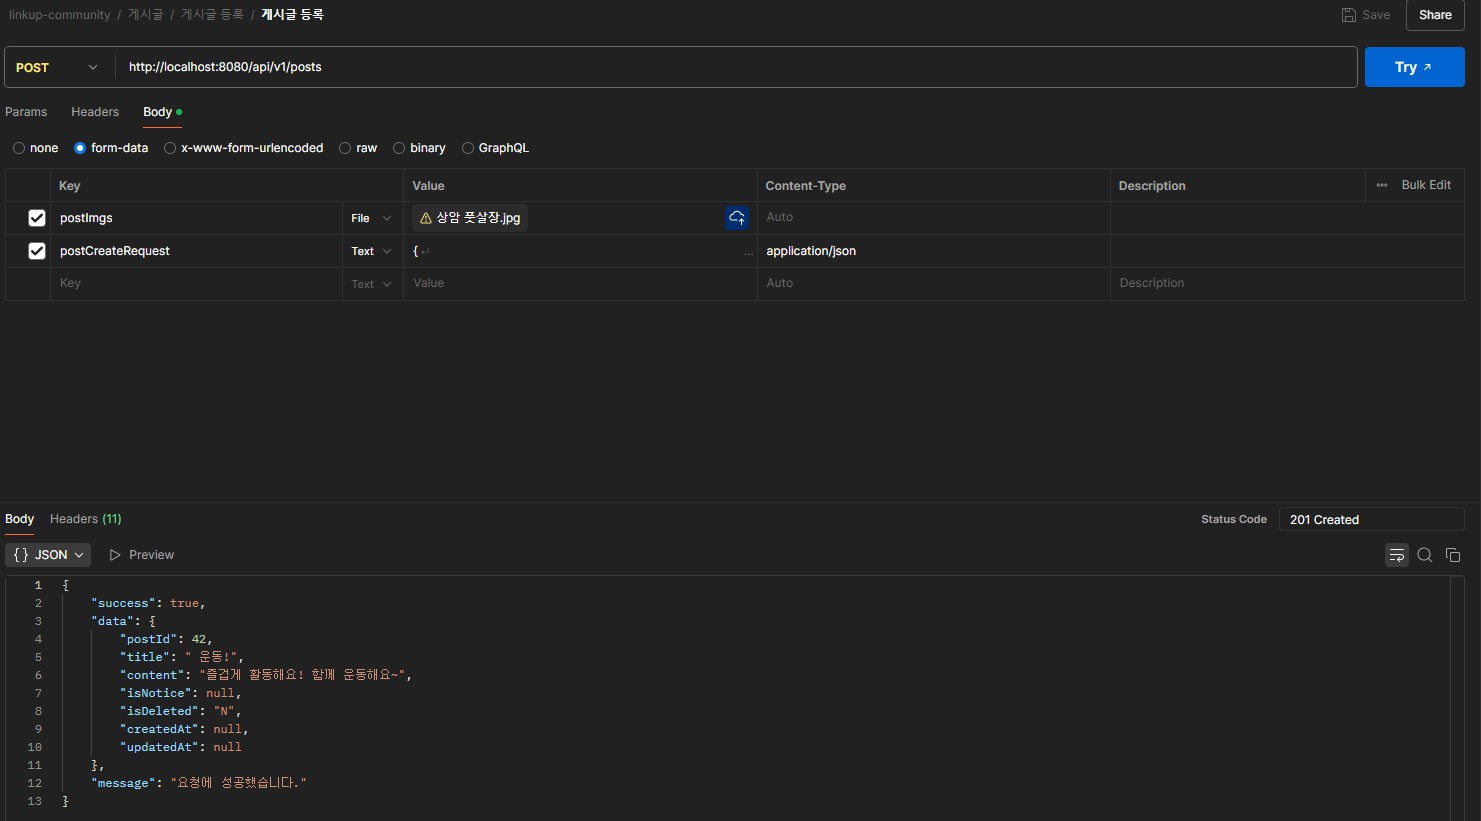 linkup-community / 게시글 / 게시글 등록 / 게시글 등록 Save Share
POST http://localhost:8080/api/v1/posts Try
Params Headers Body
none form-data x-www-form-urlencoded raw binary GraphQL
Key Value Content-Type Description Bulk Edit
postImgs File 상암 풋살장.jpg Auto
postCreateRequest Text { ... application/json
Key Text Value Auto Description
Body Headers (11) Status Code 201 Created
{} JSON Preview
1 {
2 "success": true,
3 "data": {
4 "postId": 42,
5 "title": " 운동!",
6 "content": "즐겁게 활동해요! 함께 운동해요~",
7 "isNotice": null,
8 "isDeleted": "N",
9 "createdAt": null,
10 "updatedAt": null
11 },
12 "message": "요청에 성공했습니다."
13 }